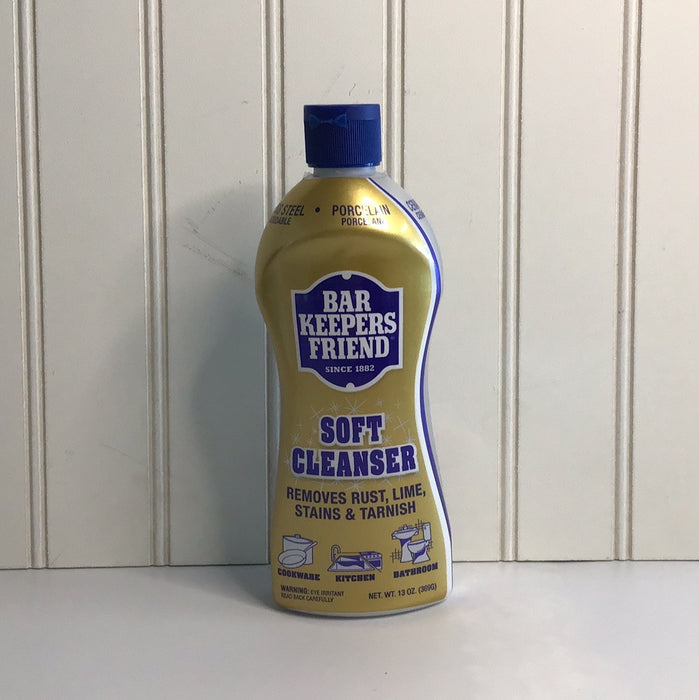 STEEL • PORCELAIN
PORCELANA
BAR
KEEPERS
FRIEND
SINCE 1882
SOFT
CLEANSER
REMOVES RUST, LIME,
STAINS & TARNISH
COOKWARE KITCHEN BATHROOM
WARNING: EYE IRRITANT
READ BACK CAREFULLY
NET. WT. 13 OZ. (369G)